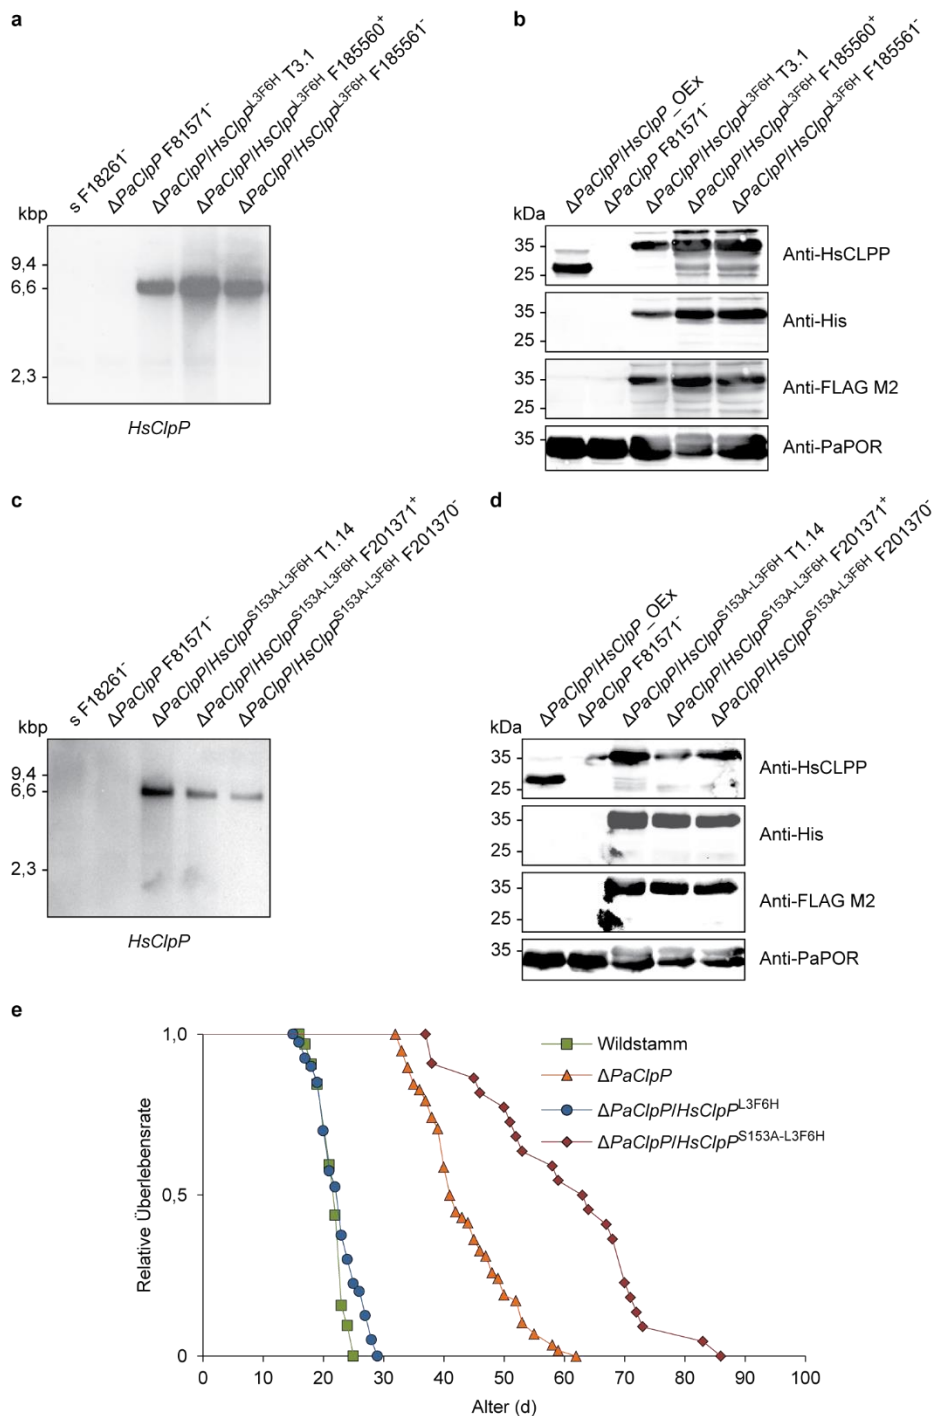 a
s F18261⁻
ΔPaClpP F81571⁻
ΔPaClpP/HsClpP^L3F6H T3.1
ΔPaClpP/HsClpP^L3F6H F185560⁺
ΔPaClpP/HsClpP^L3F6H F185561⁻
kbp
9,4
6,6
2,3
HsClpP
b
ΔPaClpP/HsClpP_OEx
ΔPaClpP F81571⁻
ΔPaClpP/HsClpP^L3F6H T3.1
ΔPaClpP/HsClpP^L3F6H F185560⁺
ΔPaClpP/HsClpP^L3F6H F185561⁻
kDa
35
25
Anti-HsCLPP
35
25
Anti-His
35
25
Anti-FLAG M2
35
Anti-PaPOR
c
s F18261⁻
ΔPaClpP F81571⁻
ΔPaClpP/HsClpP^S153A-L3F6H T1.14
ΔPaClpP/HsClpP^S153A-L3F6H F201371⁺
ΔPaClpP/HsClpP^S153A-L3F6H F201370⁻
kbp
9,4
6,6
2,3
HsClpP
d
ΔPaClpP/HsClpP_OEx
ΔPaClpP F81571⁻
ΔPaClpP/HsClpP^S153A-L3F6H T1.14
ΔPaClpP/HsClpP^S153A-L3F6H F201371⁺
ΔPaClpP/HsClpP^S153A-L3F6H F201370⁻
kDa
35
25
Anti-HsCLPP
35
25
Anti-His
35
25
Anti-FLAG M2
35
Anti-PaPOR
e
Relative Überlebensrate
1,0
0,5
0
Wildstamm
ΔPaClpP
ΔPaClpP/HsClpP^L3F6H
ΔPaClpP/HsClpP^S153A-L3F6H
0 10 20 30 40 50 60 70 80 90 100
Alter (d)